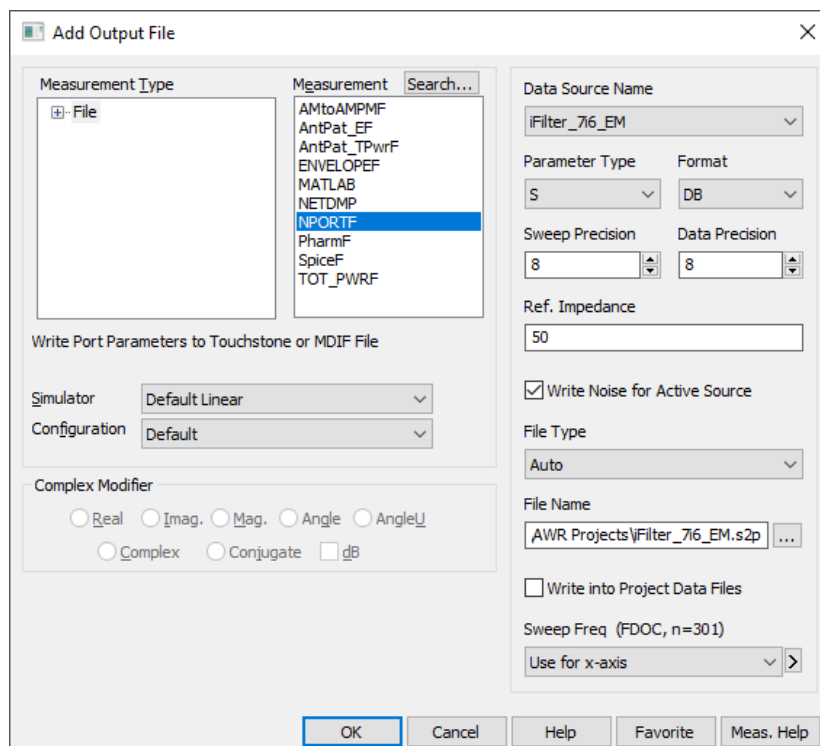 Add Output File
Measurement Type
File
Measurement
Search...
AMtoAMPMF
AntPat_EF
AntPat_TPwrF
ENVELOPEF
MATLAB
NETDMP
NPORTF
PharmF
SpiceF
TOT_PWRF
Write Port Parameters to Touchstone or MDIF File
Simulator
Default Linear
Configuration
Default
Complex Modifier
Real Imag. Mag. Angle AngleU
Complex Conjugate dB
Data Source Name
iFilter_7i6_EM
Parameter Type Format
S DB
Sweep Precision Data Precision
8 8
Ref. Impedance
50
Write Noise for Active Source
File Type
Auto
File Name
AWR Projects\iFilter_7i6_EM.s2p ...
Write into Project Data Files
Sweep Freq (FDOC, n=301)
Use for x-axis >
OK Cancel Help Favorite Meas. Help